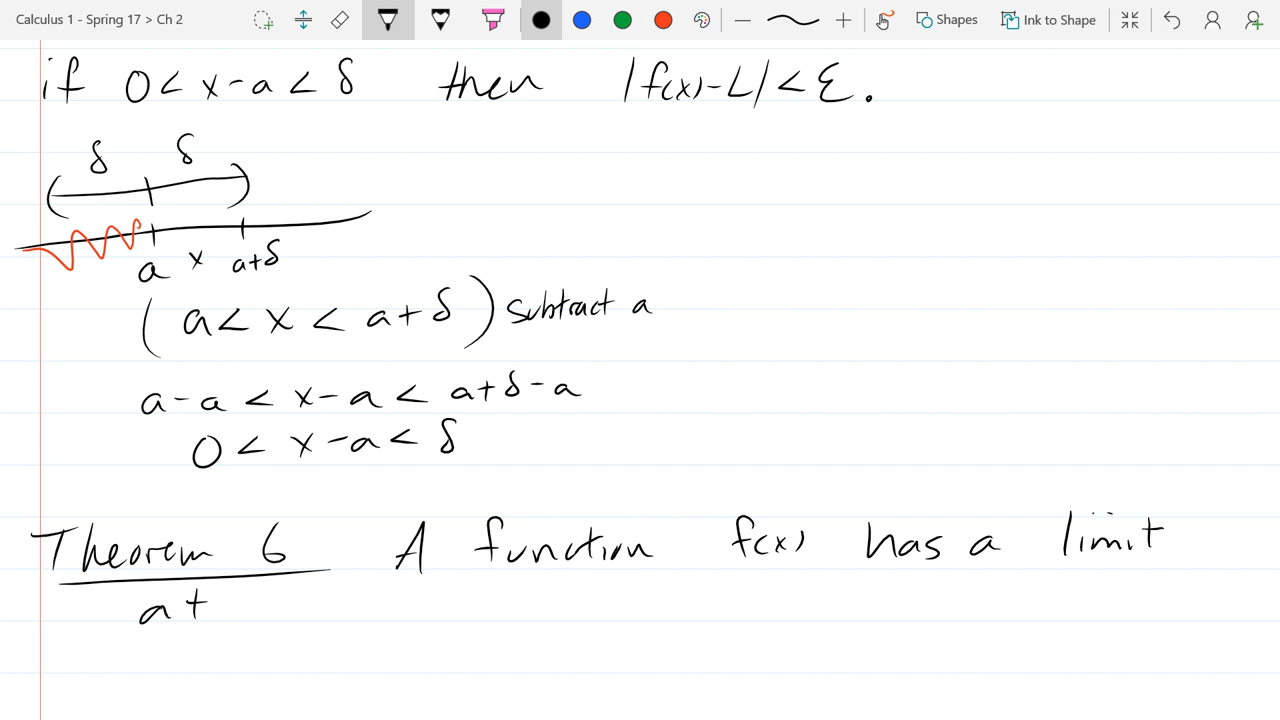 Calculus 1 - Spring 17 > Ch 2
Shapes
Ink to Shape
if 0 < x - a < δ then |f(x) - L| < ε.
δ δ
a x a+δ
( a < x < a + δ ) subtract a
a - a < x - a < a + δ - a
0 < x - a < δ
Theorem 6 A function f(x) has a limit
at